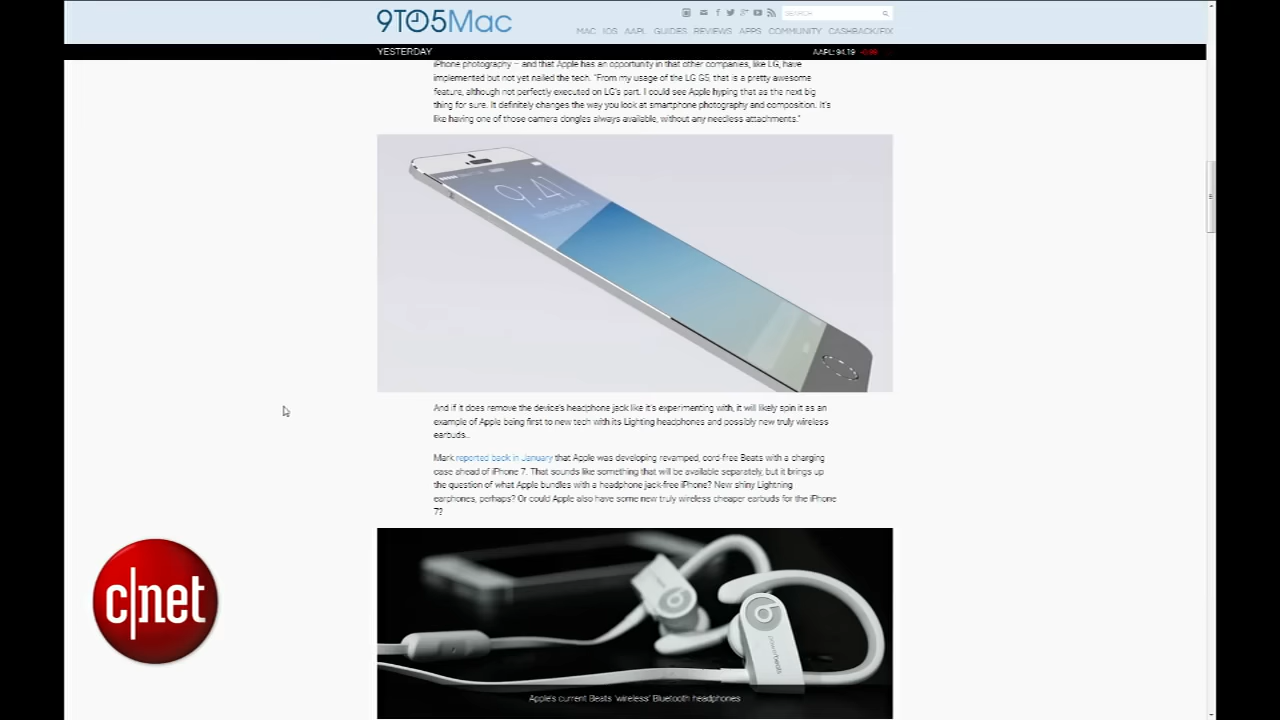 9TO5Mac
SEARCH
MAC IOS AAPL GUIDES REVIEWS APPS COMMUNITY CASHBACK/FIX
YESTERDAY
AAPL: 94.19 -0.86
iPhone photography – and that Apple has an opportunity in that other companies, like LG, have
implemented but not yet nailed the tech. "From my usage of the LG G5, that is a pretty awesome
feature, although not perfectly executed on LG's part. I could see Apple hyping that as the next big
thing for sure. It definitely changes the way you look at smartphone photography and composition. It's
like having one of those camera dongles always available, without any needless attachments."
9:41
And if it does remove the device's headphone jack like it's experimenting with, it will likely spin it as an
example of Apple being first to new tech with its Lighting headphones and possibly new truly wireless
earbuds..
Mark reported back in January that Apple was developing revamped, cord-free Beats with a charging
case ahead of iPhone 7. That sounds like something that will be available separately, but it brings up
the question of what Apple bundles with a headphone jack-free iPhone? New shiny Lightning
earphones, perhaps? Or could Apple also have some new truly wireless cheaper earbuds for the iPhone
7?
c|net
powerbeats
Apple's current Beats 'wireless' Bluetooth headphones